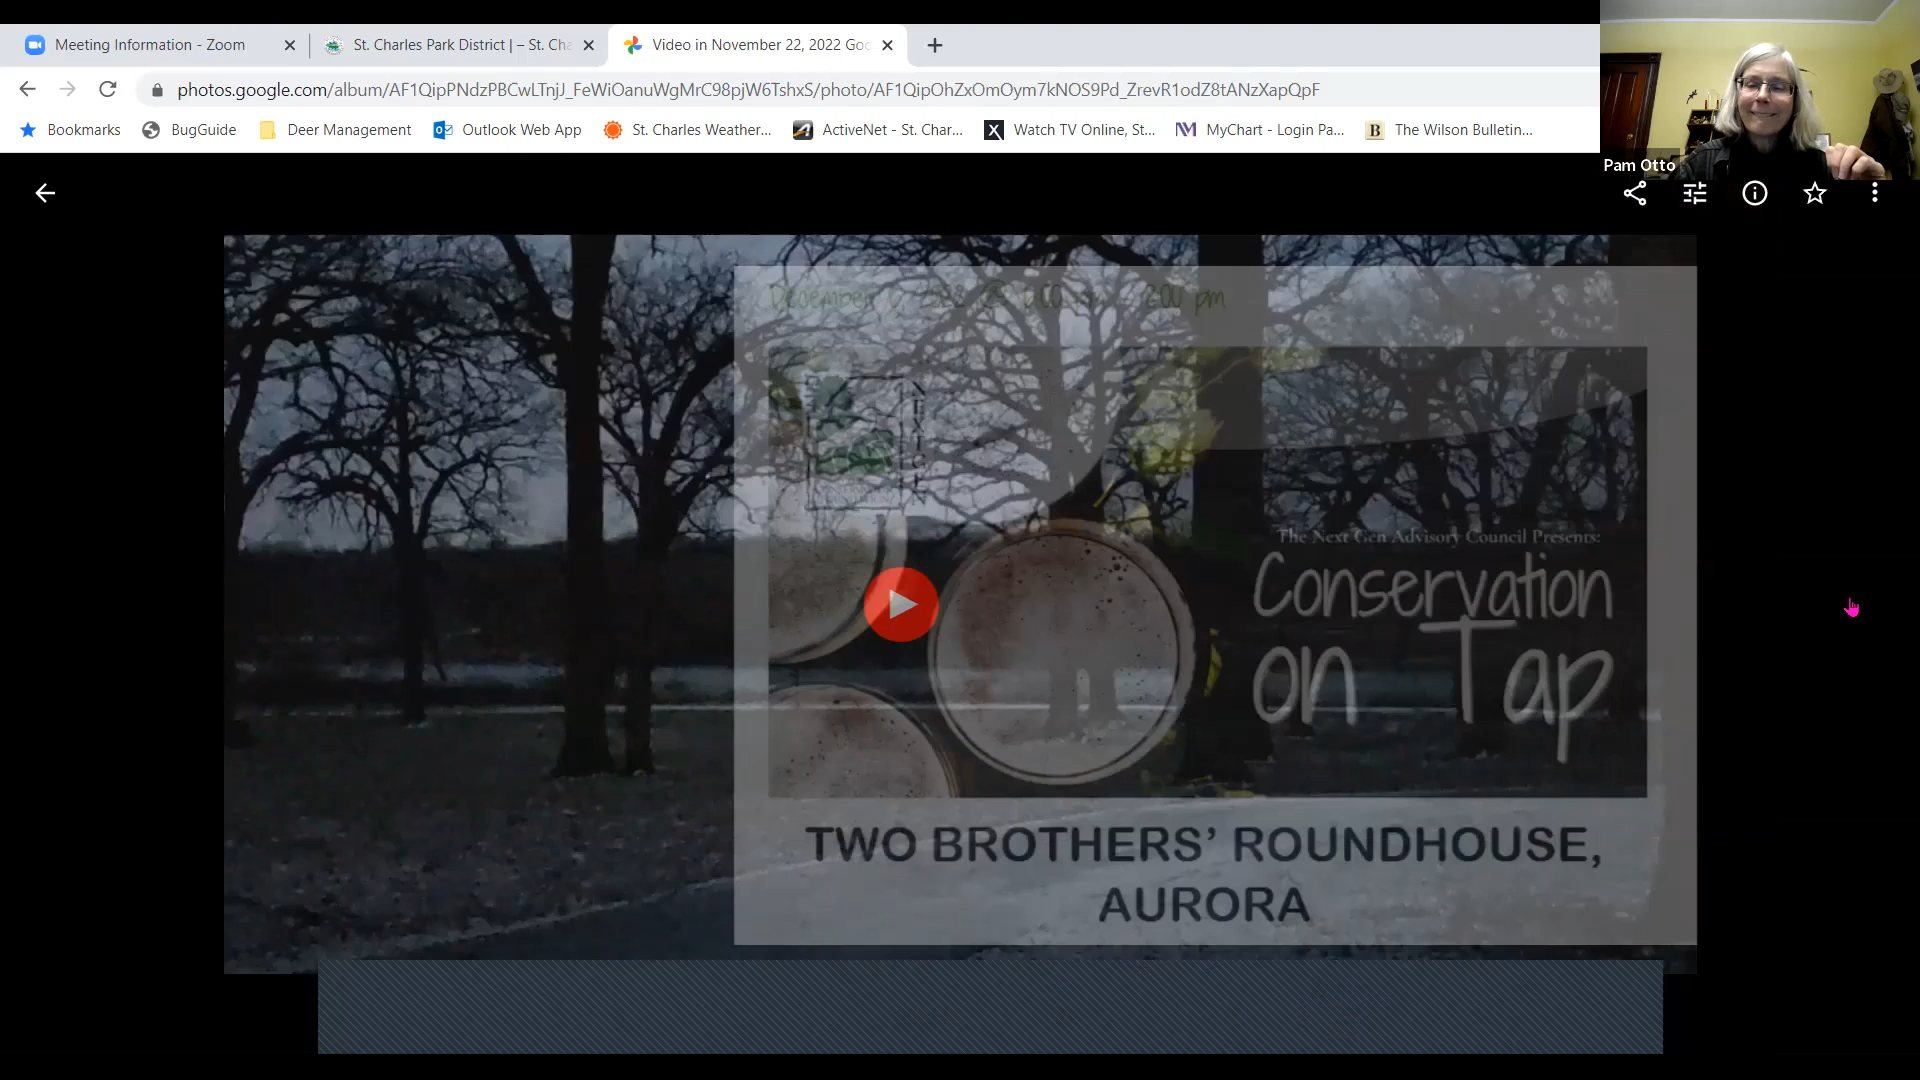 Meeting Information - Zoom
St. Charles Park District | – St. Cha
Video in November 22, 2022 Goo
photos.google.com/album/AF1QipPNdzPBCwLTnjJ_FeWiOanuWgMrC98pjW6TshxS/photo/AF1QipOhZxOmOym7kNOS9Pd_ZrevR1odZ8tANzXapQpF
Bookmarks
BugGuide
Deer Management
Outlook Web App
St. Charles Weather...
ActiveNet - St. Char...
Watch TV Online, St...
MyChart - Login Pa...
The Wilson Bulletin...
Pam Otto
December
pm
The Next Gen Advisory Council Presents:
Conservation
on Tap
TWO BROTHERS’ ROUNDHOUSE,
AURORA